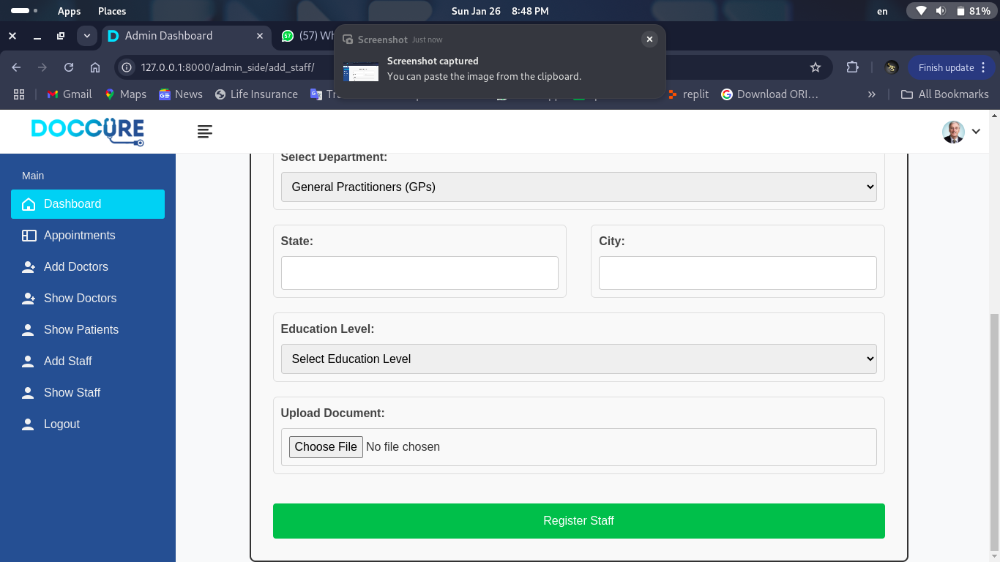 Apps Places Sun Jan 26 8:48 PM en 81%
Admin Dashboard 57 (57) Wh
Screenshot Just now
Screenshot captured
You can paste the image from the clipboard.
127.0.0.1:8000/admin_side/add_staff/ Finish update
Gmail Maps News Life Insurance replit Download ORI... All Bookmarks
DOCCURE
Main
Dashboard
Appointments
Add Doctors
Show Doctors
Show Patients
Add Staff
Show Staff
Logout
Select Department:
General Practitioners (GPs)
State: City:
Education Level:
Select Education Level
Upload Document:
Choose File No file chosen
Register Staff